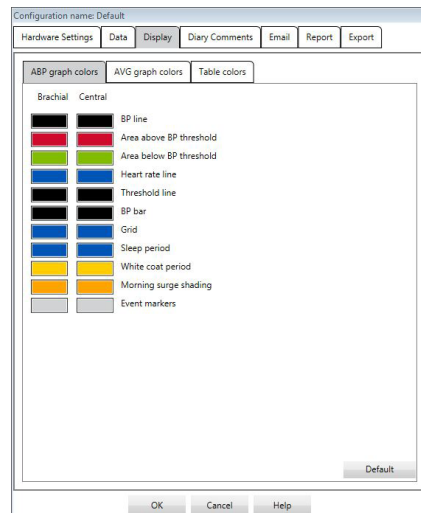 Configuration name: Default
Hardware Settings Data Display Diary Comments Email Report Export
ABP graph colors AVG graph colors Table colors
Brachial Central
BP line
Area above BP threshold
Area below BP threshold
Heart rate line
Threshold line
BP bar
Grid
Sleep period
White coat period
Morning surge shading
Event markers
Default
OK Cancel Help